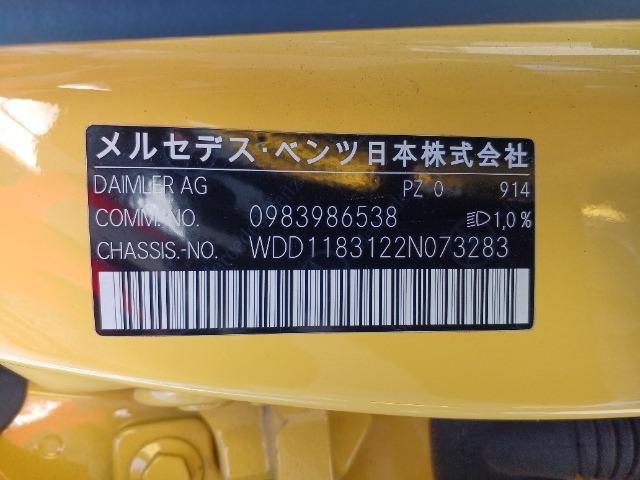 メルセデス・ベンツ日本株式会社
DAIMLER AG PZ 0 914
COMM.-NO. 0983986538 1,0%
CHASSIS.-NO. WDD1183122N073283